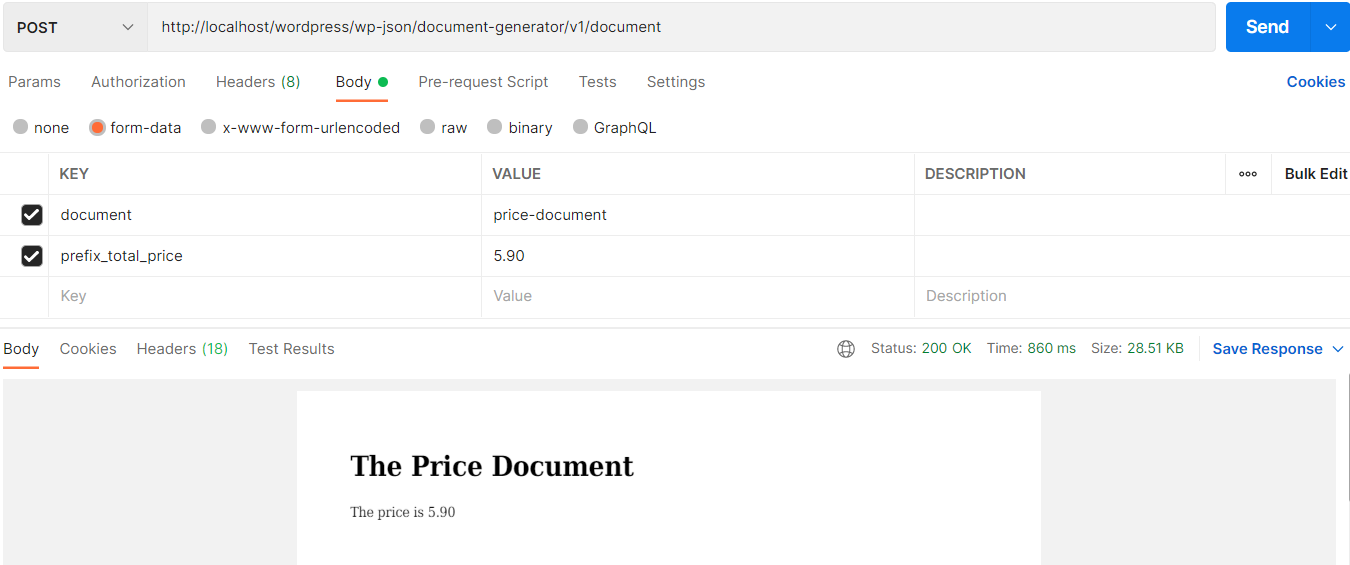 POST http://localhost/wordpress/wp-json/document-generator/v1/document Send
Params Authorization Headers (8) Body Pre-request Script Tests Settings Cookies
none form-data x-www-form-urlencoded raw binary GraphQL
KEY VALUE DESCRIPTION ooo Bulk Edit
document price-document
prefix_total_price 5.90
Key Value Description
Body Cookies Headers (18) Test Results Status: 200 OK Time: 860 ms Size: 28.51 KB Save Response
The Price Document
The price is 5.90